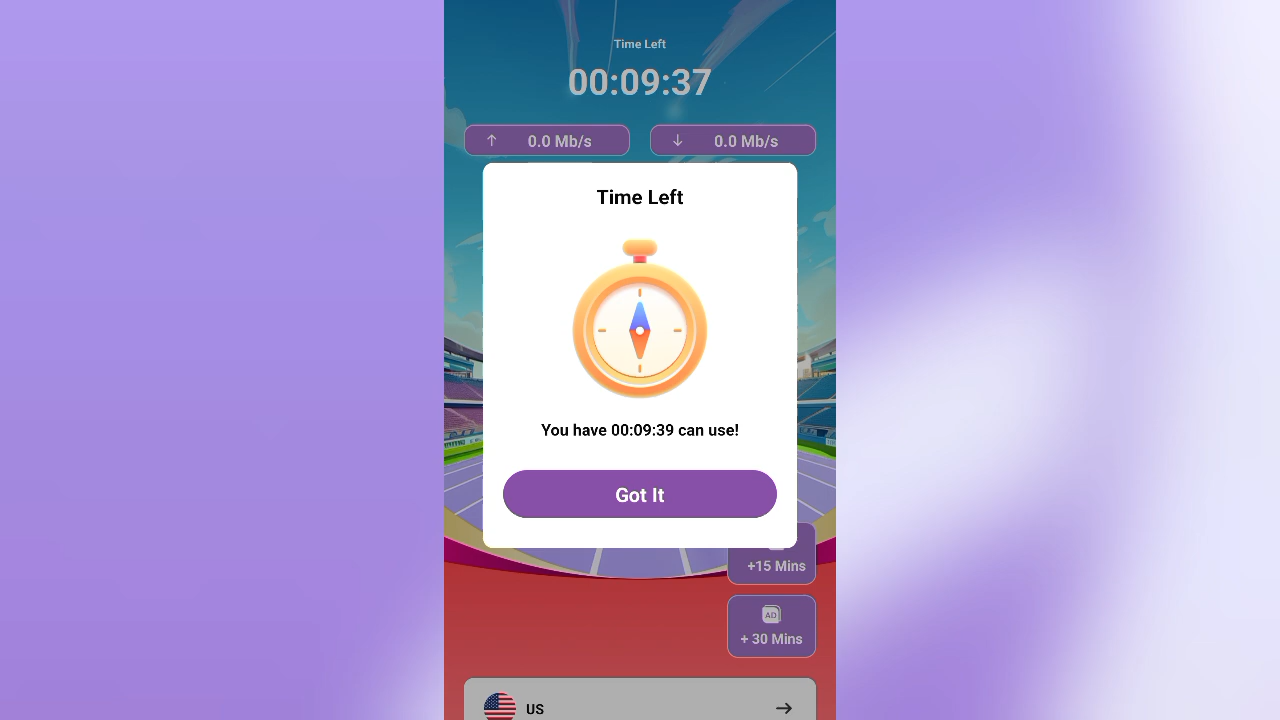 Time Left
00:09:37
0.0 Mb/s
0.0 Mb/s
Time Left
You have 00:09:39 can use!
Got It
+15 Mins
AD
+ 30 Mins
US